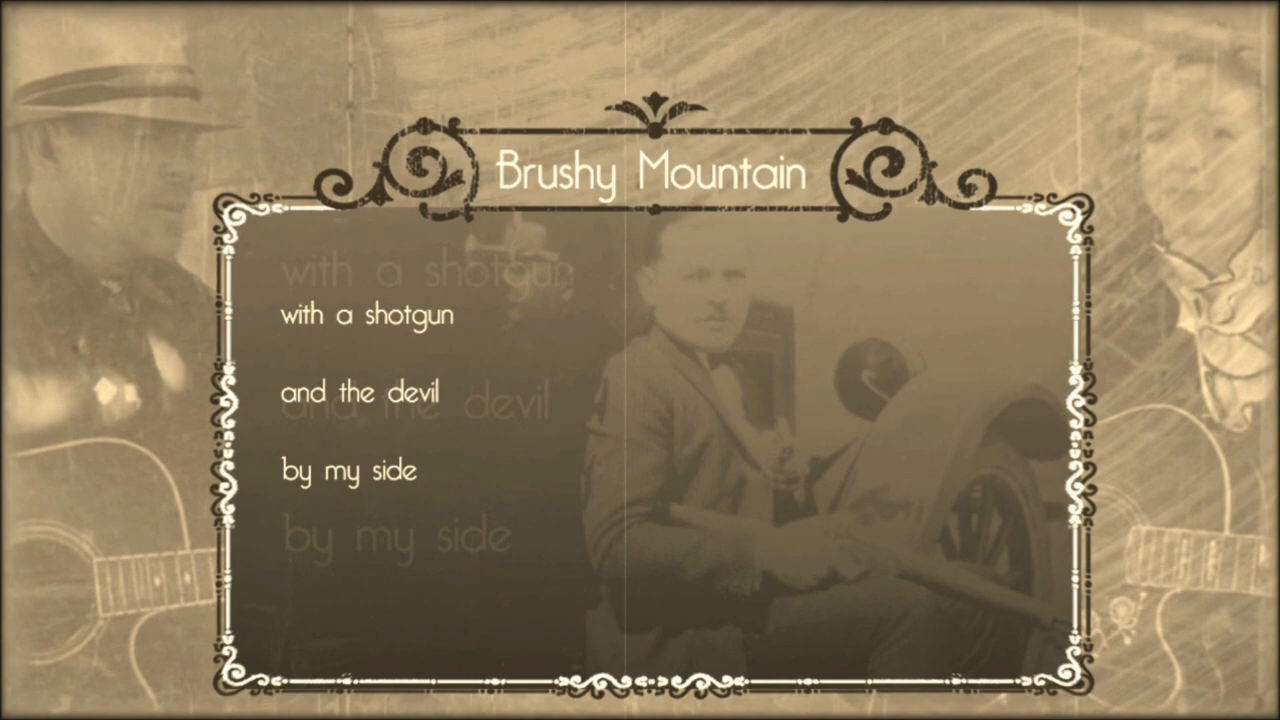 Brushy Mountain
with a shotgun
with a shotgun
and the devil
and the devil
by my side
by my side